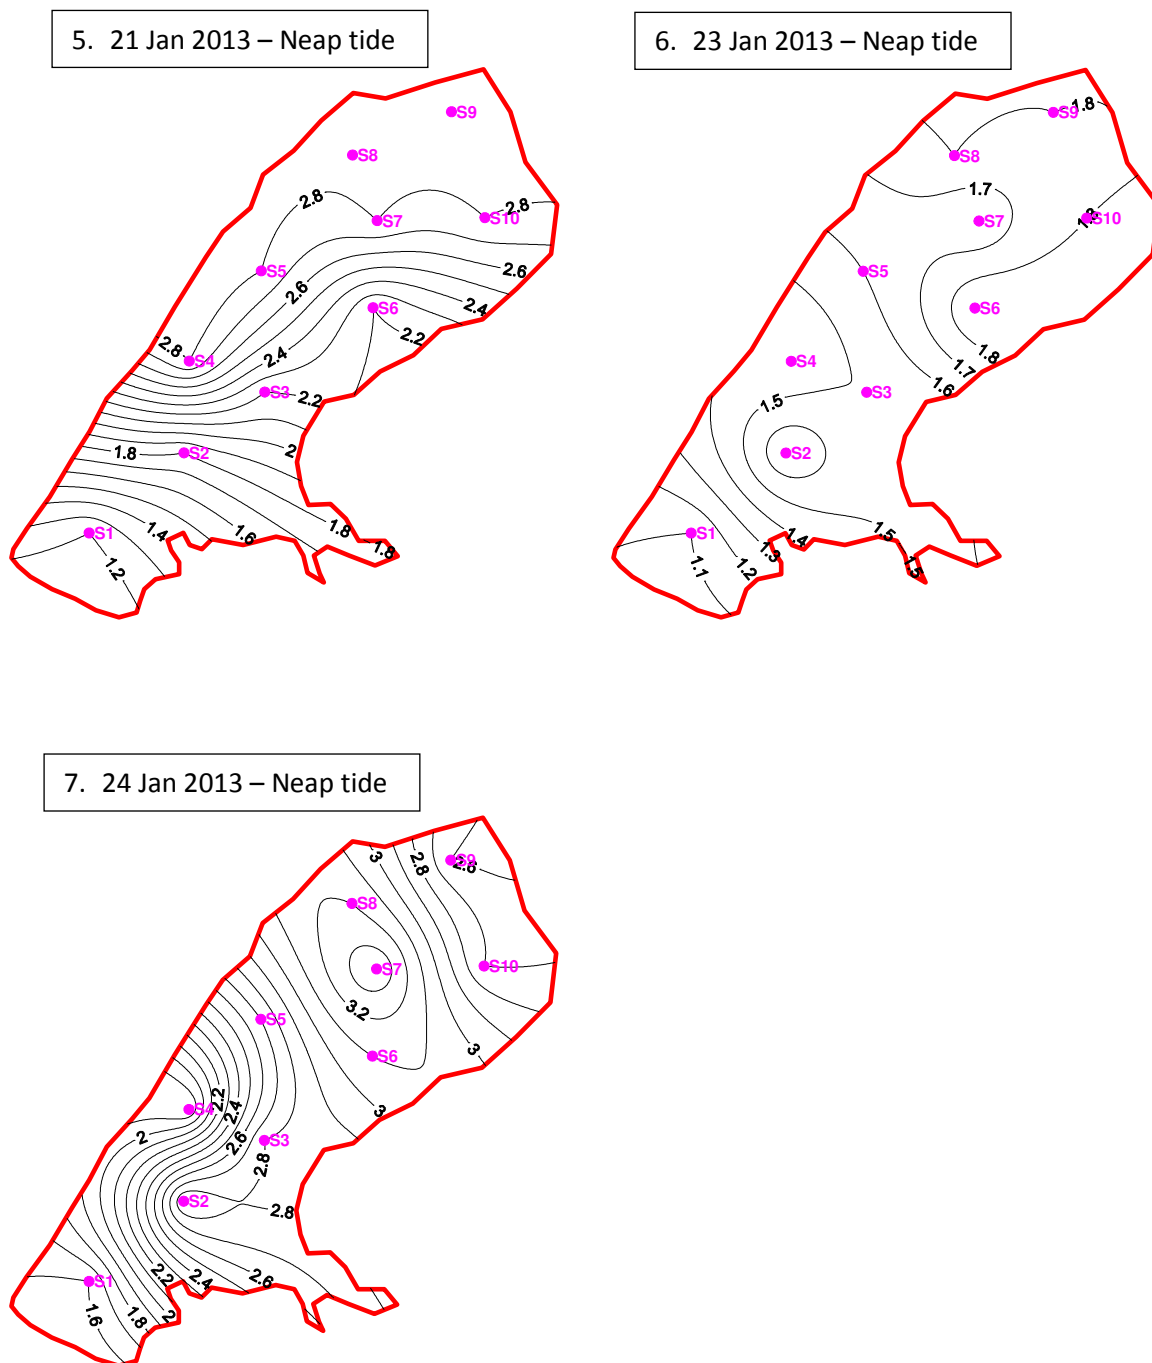 5. 21 Jan 2013 – Neap tide
S9
S8
2.8
S7
2.8
S10
S5
2.6
2.6
2.4
S6
2.8
S4
2.4
2.2
S3
2.2
1.8
S2
2
S1
1.4
1.6
1.8
1.8
1.2
6. 23 Jan 2013 – Neap tide
1.8
S9
S8
1.7
S7
1.8
S10
S5
S6
S4
1.8
1.7
1.6
S3
1.5
S2
S1
1.5
1.4
1.3
1.2
1.1
1.5
7. 24 Jan 2013 – Neap tide
3
2.8
S9
2.6
S8
S7
S10
3.2
S5
3
S6
2.2
S4
2.4
3
2
2.6
S3
2.8
S2
2.8
S1
2.2
2.4
2.6
1.6
1.8
2